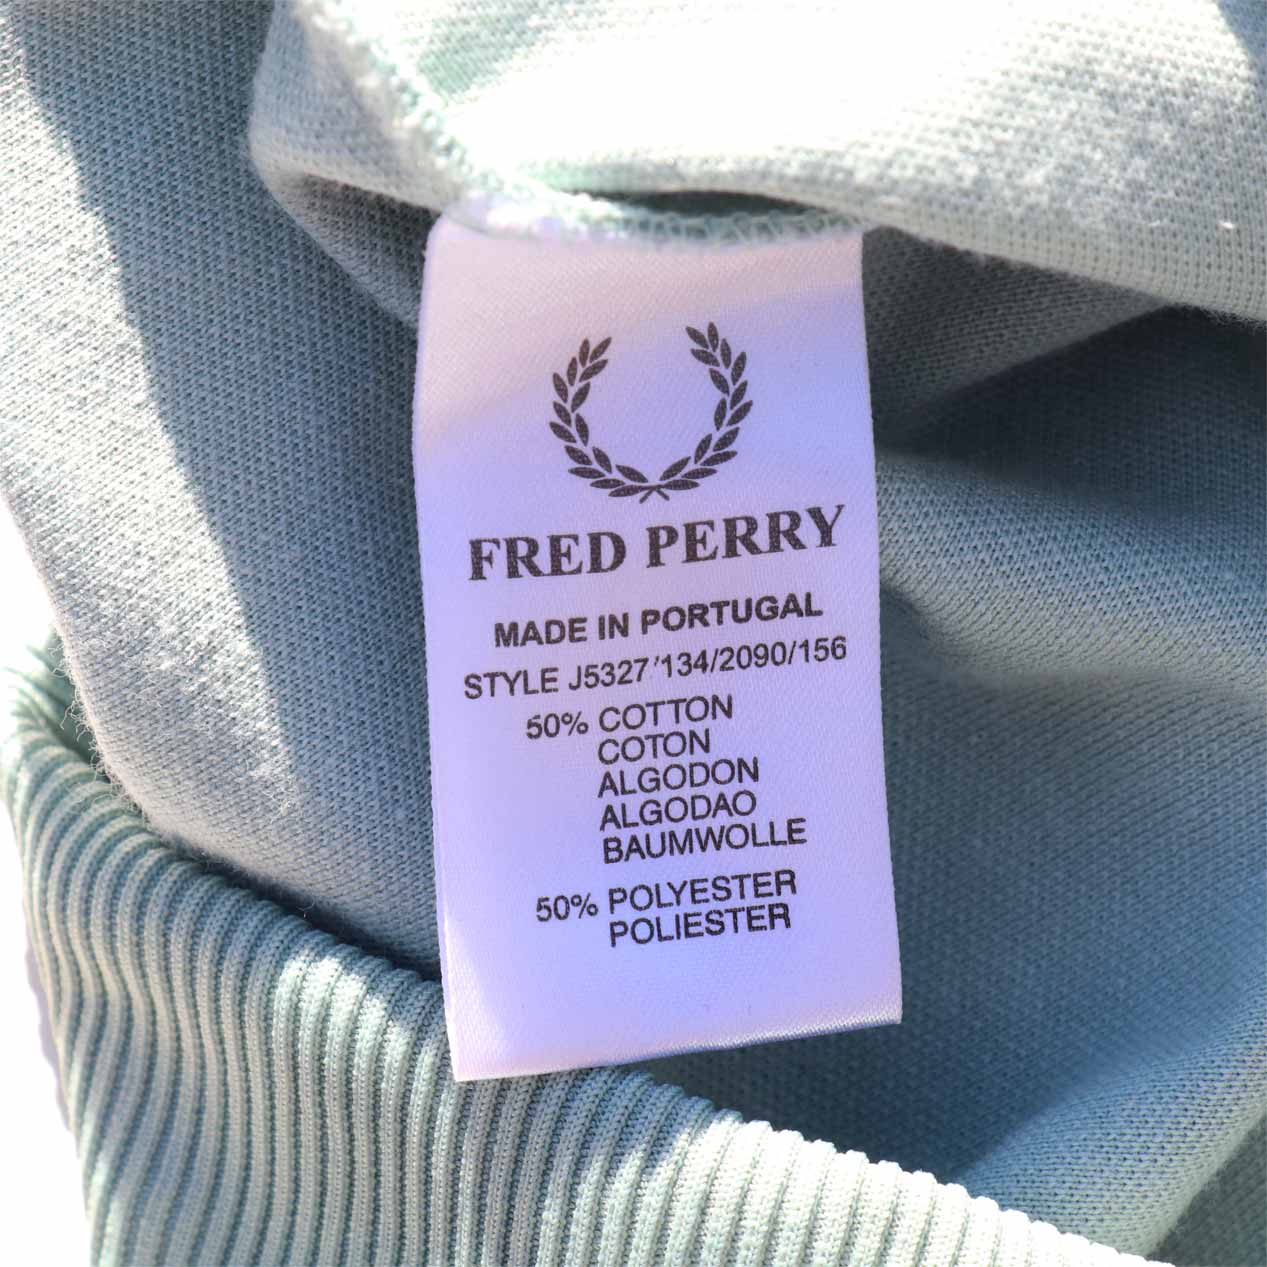 FRED PERRY
MADE IN PORTUGAL
STYLE J5327/134/2090/156
50% COTTON
COTON
ALGODON
ALGODAO
BAUMWOLLE
50% POLYESTER
POLIESTER